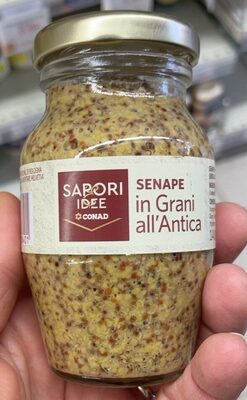 SAPORI
&
IDEE
CONAD
SENAPE
in Grani
all'Antica